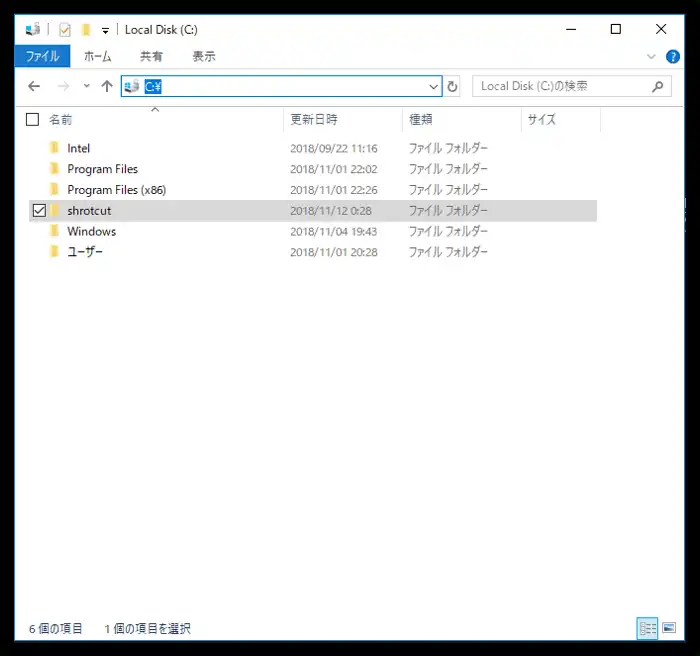 Local Disk (C:)
ファイル ホーム 共有 表示
C:¥ Local Disk (C:)の検索
名前 更新日時 種類 サイズ
Intel 2018/09/22 11:16 ファイル フォルダー
Program Files 2018/11/01 22:02 ファイル フォルダー
Program Files (x86) 2018/11/01 22:26 ファイル フォルダー
shrotcut 2018/11/12 0:28 ファイル フォルダー
Windows 2018/11/04 19:43 ファイル フォルダー
ユーザー 2018/11/01 20:28 ファイル フォルダー
6 個の項目 1 個の項目を選択